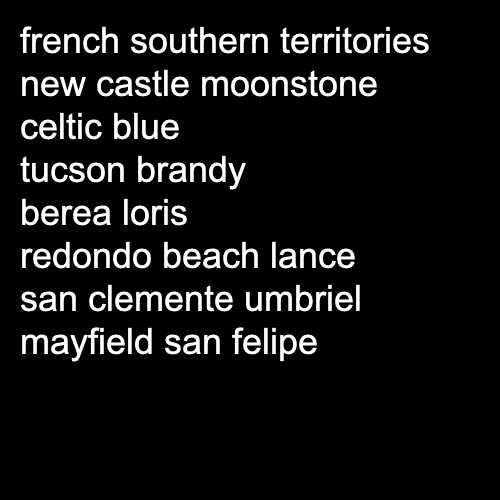 french southern territories
new castle moonstone
celtic blue
tucson brandy
berea loris
redondo beach lance
san clemente umbriel
mayfield san felipe